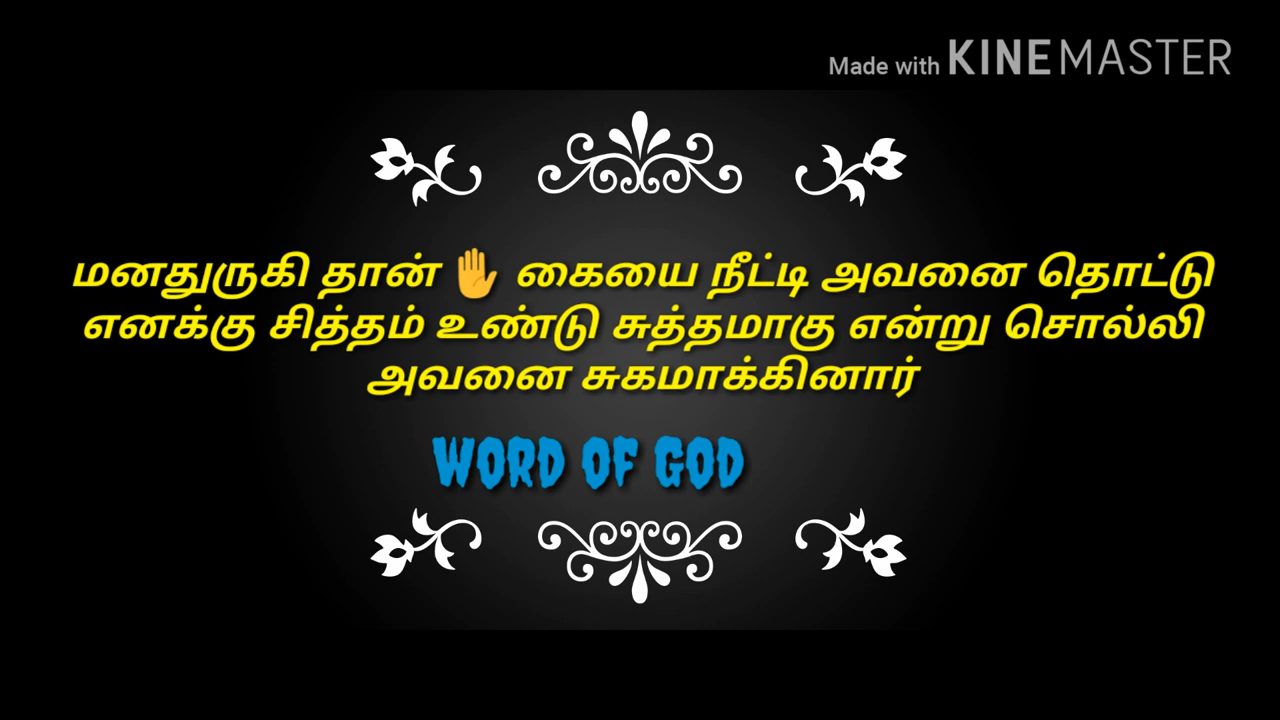 Made with KINEMASTER
மனதுருகி தான் ✋ கையை நீட்டி அவனை தொட்டு
எனக்கு சித்தம் உண்டு சுத்தமாகு என்று சொல்லி
அவனை சுகமாக்கினார்
WORD OF GOD